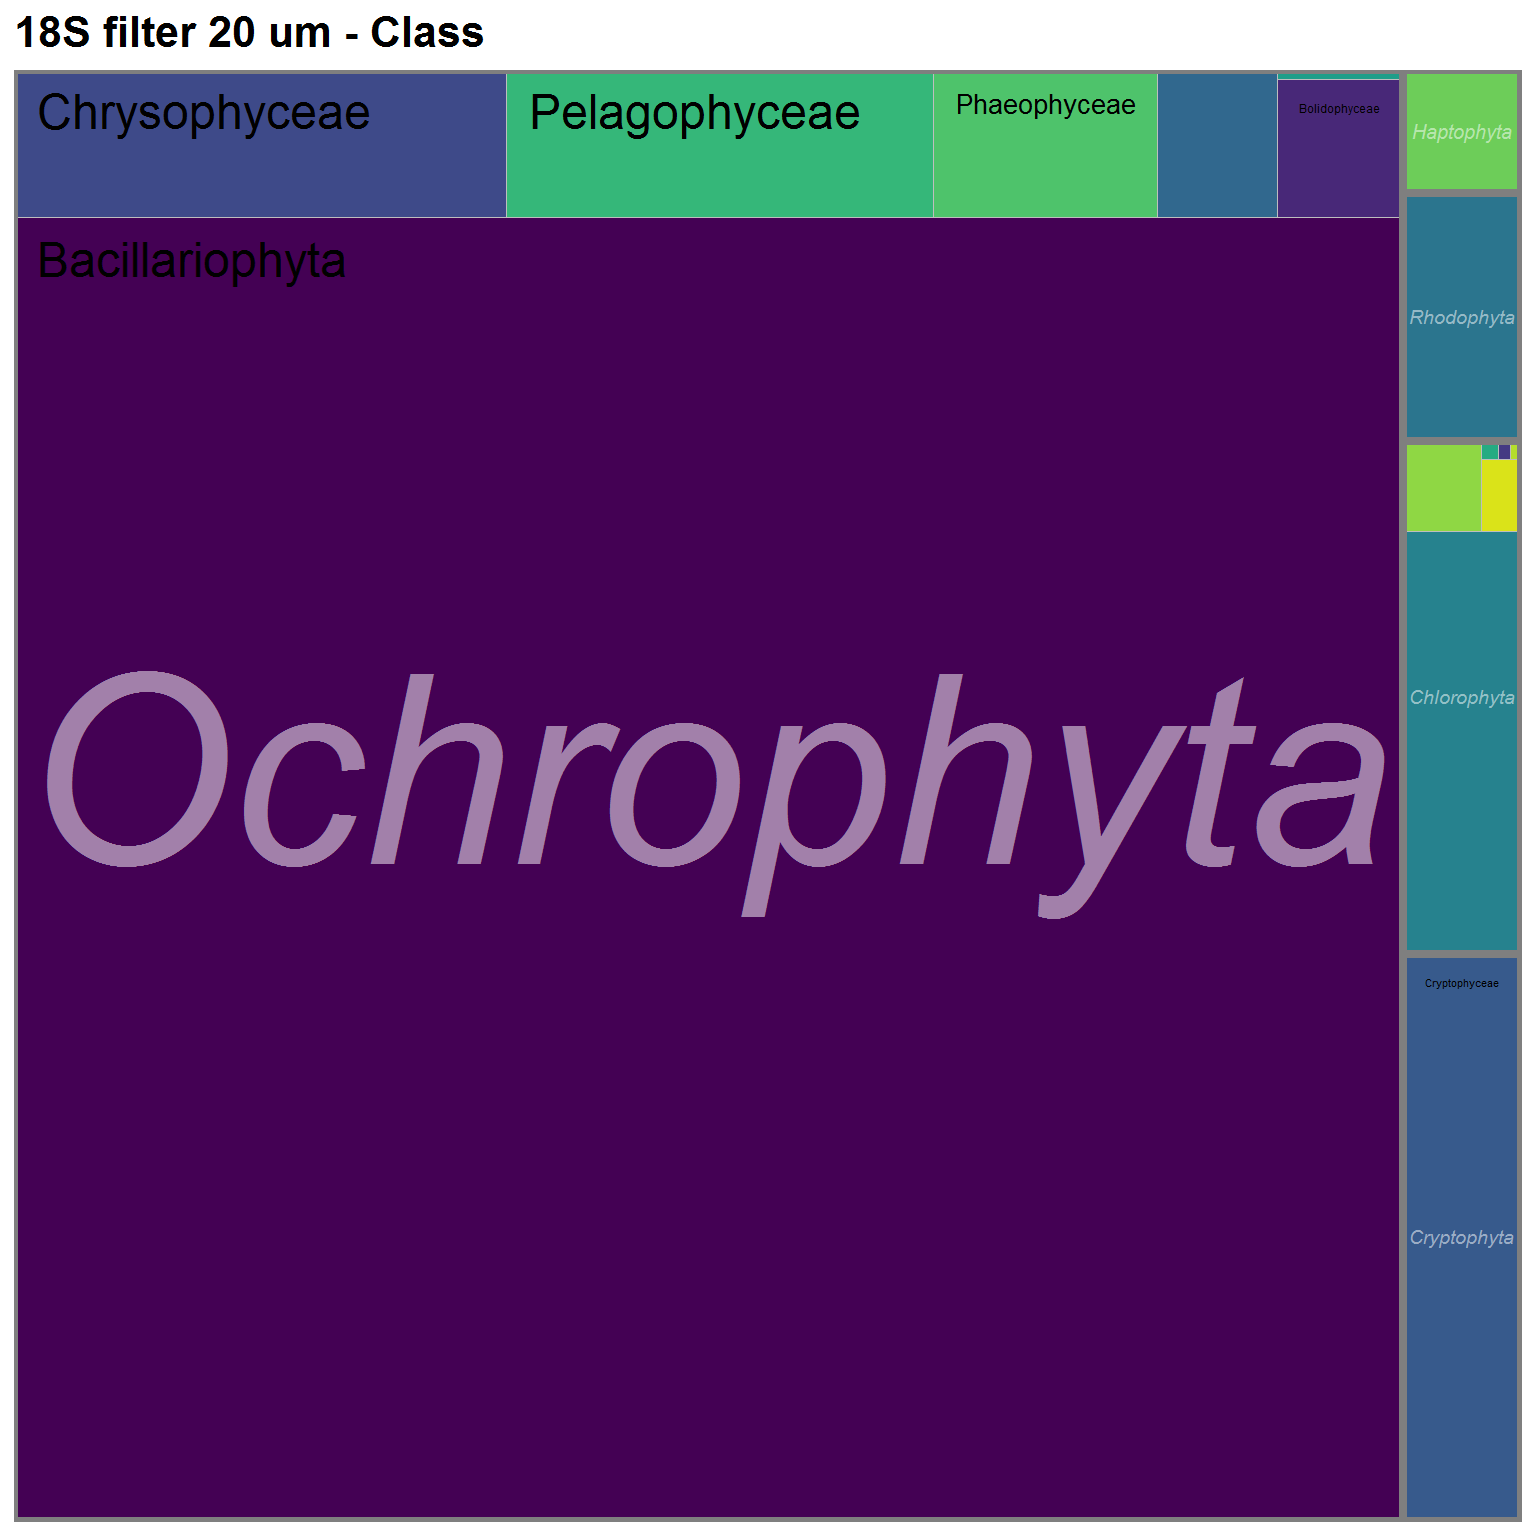 18S filter 20 um - Class
Chrysophyceae
Pelagophyceae
Phaeophyceae
Bolidophyceae
Haptophyta
Bacillariophyta
Rhodophyta
Ochrophyta
Chlorophyta
Cryptophyceae
Cryptophyta